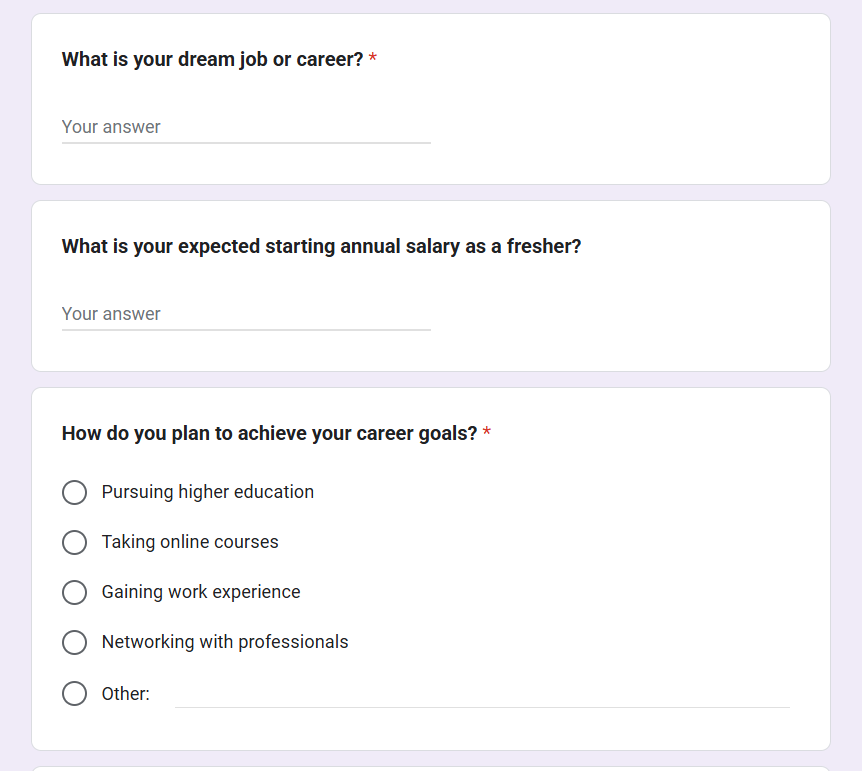 What is your dream job or career? *
Your answer
What is your expected starting annual salary as a fresher?
Your answer
How do you plan to achieve your career goals? *
Pursuing higher education
Taking online courses
Gaining work experience
Networking with professionals
Other: